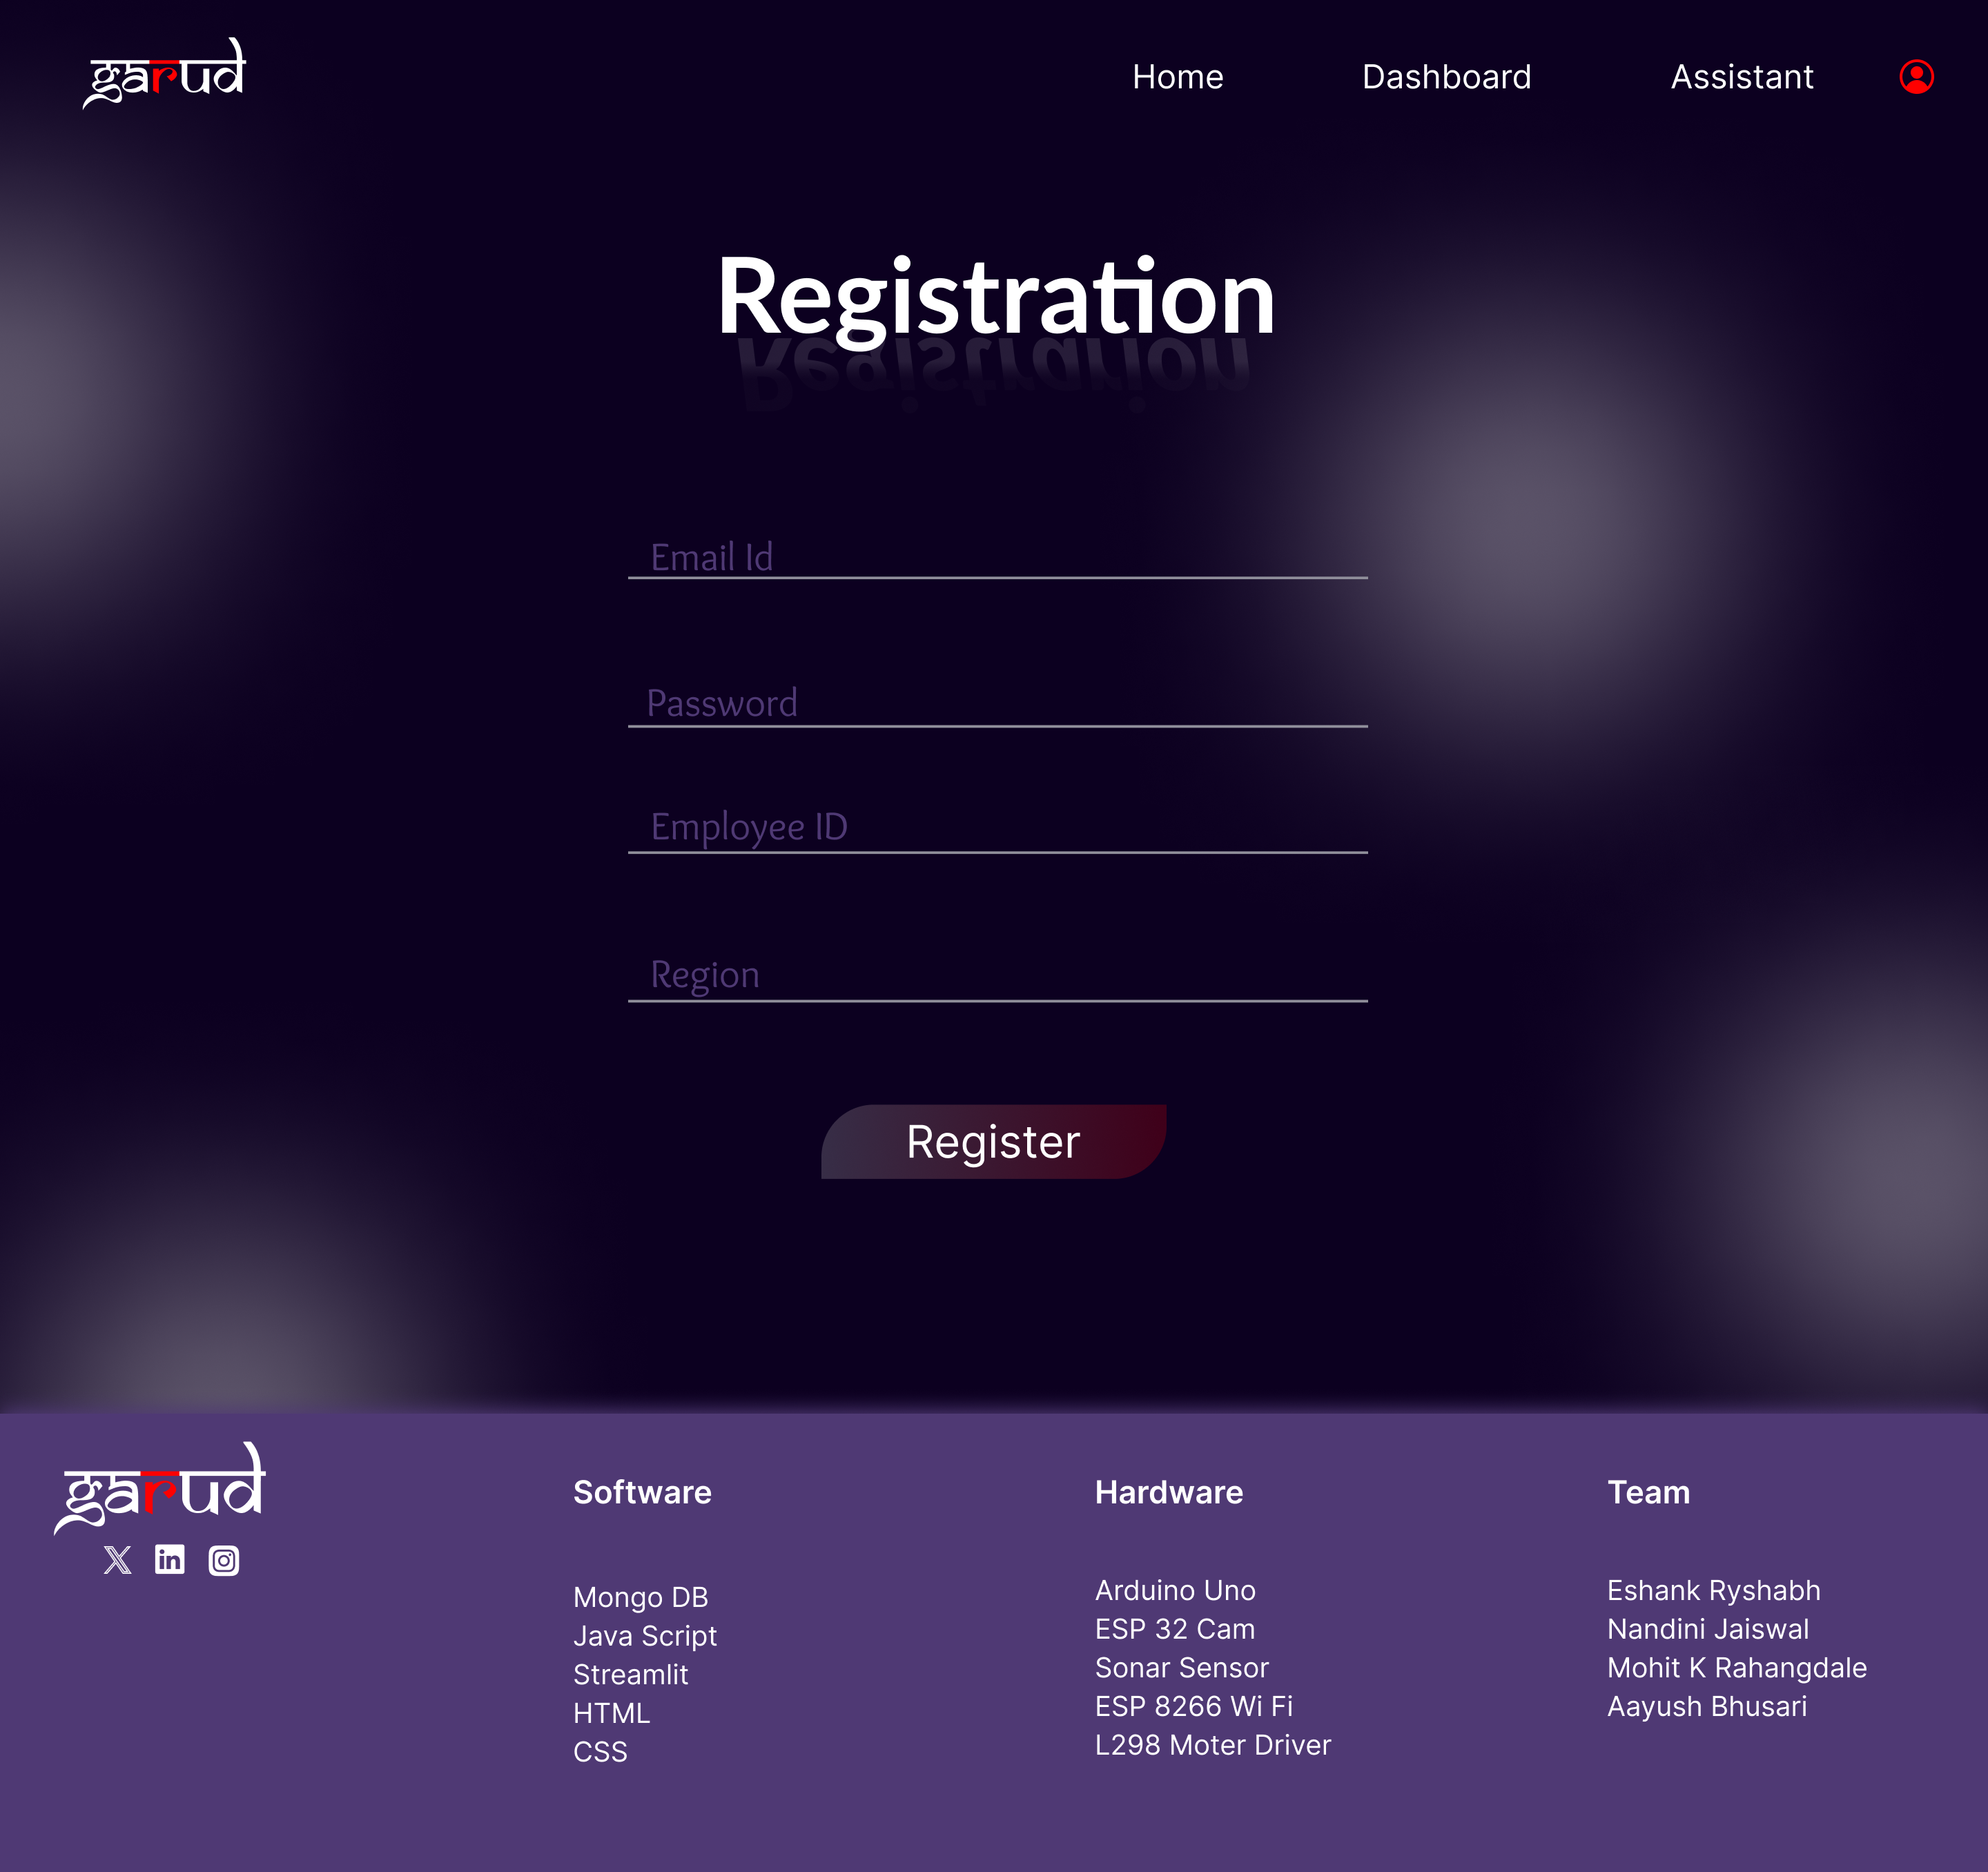 garud
Home
Dashboard
Assistant
Registration
Registration
Email Id
Password
Employee ID
Region
Register
garud
Software
Mongo DB
Java Script
Streamlit
HTML
CSS
Hardware
Arduino Uno
ESP 32 Cam
Sonar Sensor
ESP 8266 Wi Fi
L298 Moter Driver
Team
Eshank Ryshabh
Nandini Jaiswal
Mohit K Rahangdale
Aayush Bhusari